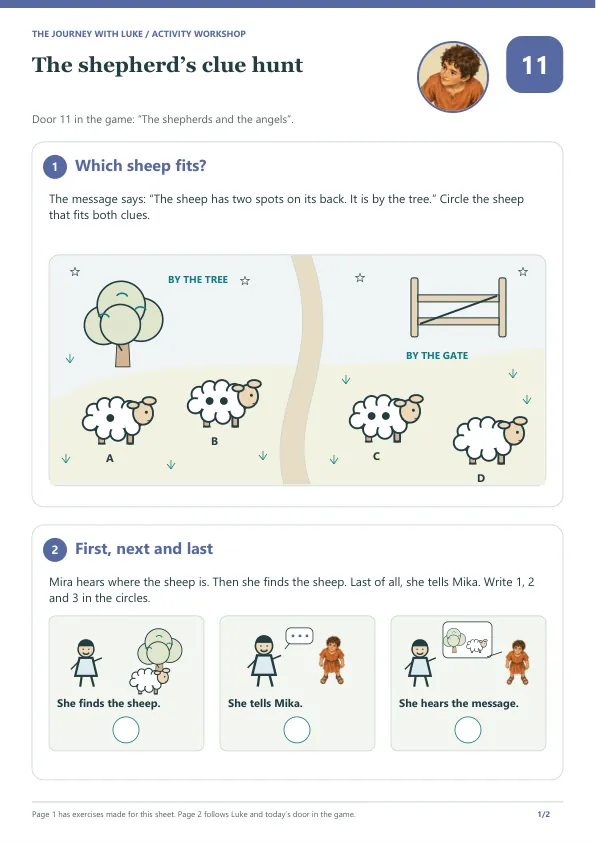 THE JOURNEY WITH LUKE / ACTIVITY WORKSHOP
The shepherd’s clue hunt
11
Door 11 in the game: “The shepherds and the angels”.
1 Which sheep fits?
The message says: “The sheep has two spots on its back. It is by the tree.” Circle the sheep
that fits both clues.
BY THE TREE
BY THE GATE
A
B
C
D
2 First, next and last
Mira hears where the sheep is. Then she finds the sheep. Last of all, she tells Mika. Write 1, 2
and 3 in the circles.
She finds the sheep.
She tells Mika.
She hears the message.
Page 1 has exercises made for this sheet. Page 2 follows Luke and today’s door in the game.
1/2